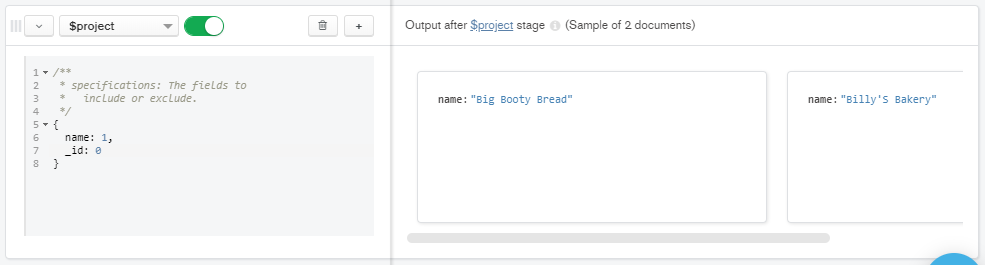 $project
+
Output after $project stage (Sample of 2 documents)
1 /**
2 * specifications: The fields to
3 * include or exclude.
4 */
5 {
6 name: 1,
7 _id: 0
8 }
name: "Big Booty Bread"
name: "Billy'S Bakery"